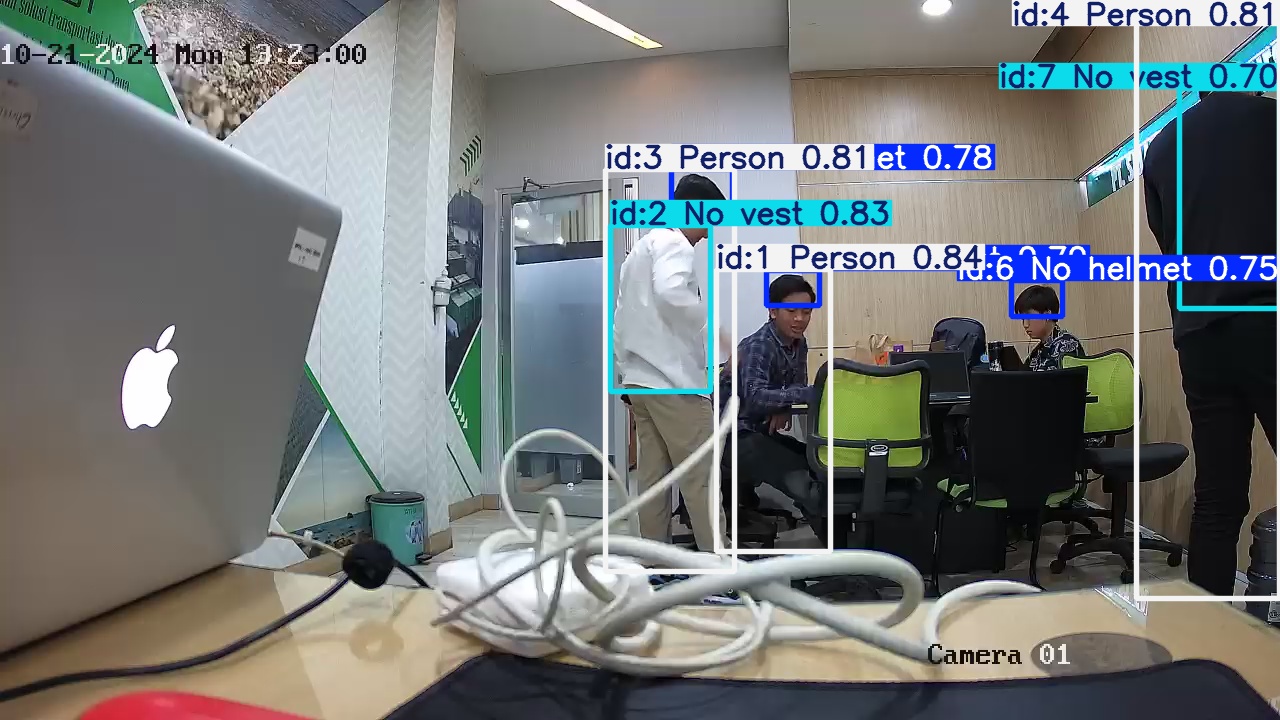 solusi transportasi
10-21-2024 Mon 13:23:00
id:4 Person 0.81
id:7 No vest 0.70
id:3 Person 0.81
et 0.78
id:2 No vest 0.83
id:1 Person 0.84
id:6 No helmet 0.75
Camera 01